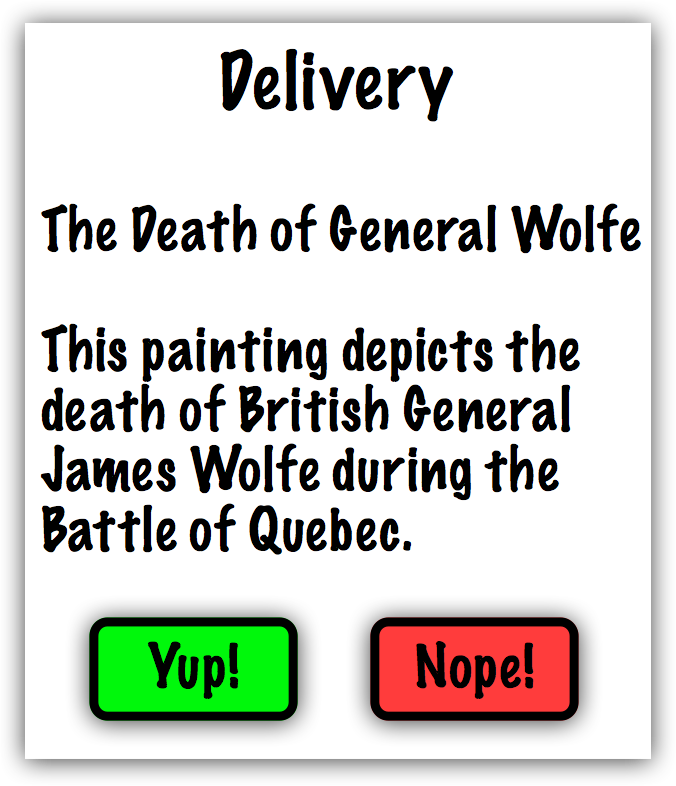 Delivery
The Death of General Wolfe
This painting depicts the
death of British General
James Wolfe during the
Battle of Quebec.
Yup! Nope!